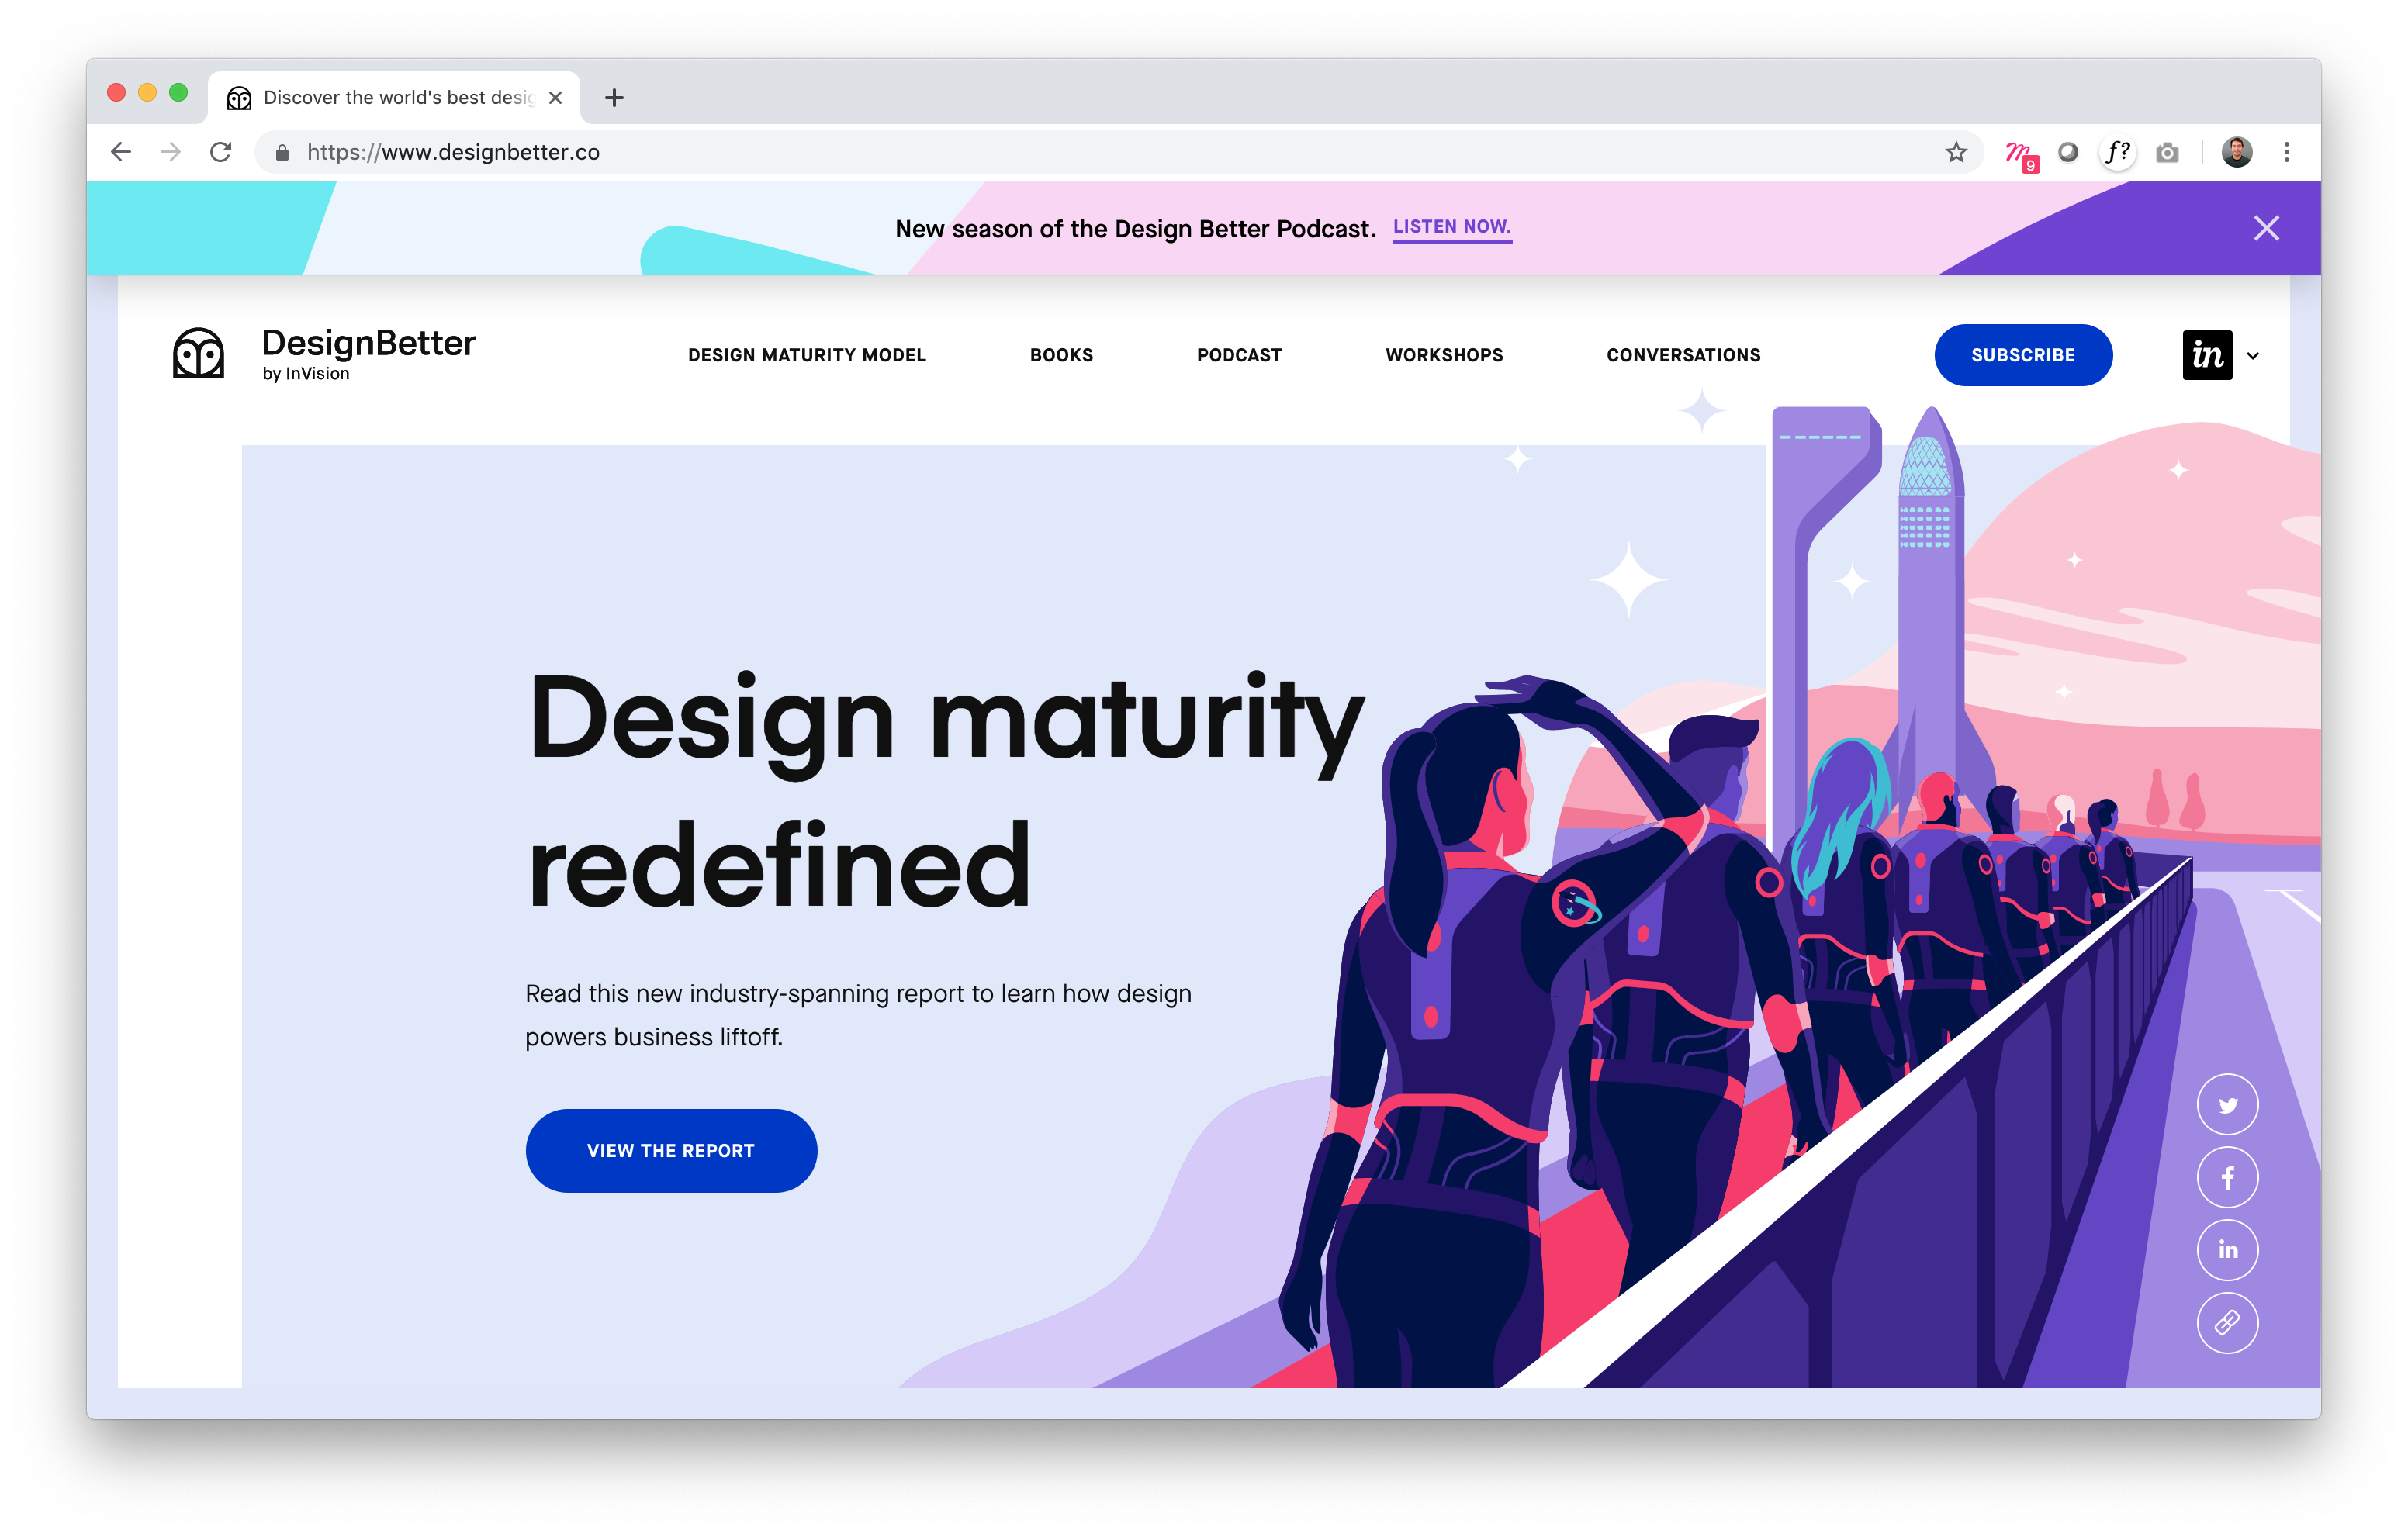 Discover the world's best desig
https://www.designbetter.co
9
f?
New season of the Design Better Podcast. LISTEN NOW.
DesignBetter
by InVision
DESIGN MATURITY MODEL
BOOKS
PODCAST
WORKSHOPS
CONVERSATIONS
SUBSCRIBE
in
Design maturity
redefined
Read this new industry-spanning report to learn how design
powers business liftoff.
VIEW THE REPORT
in